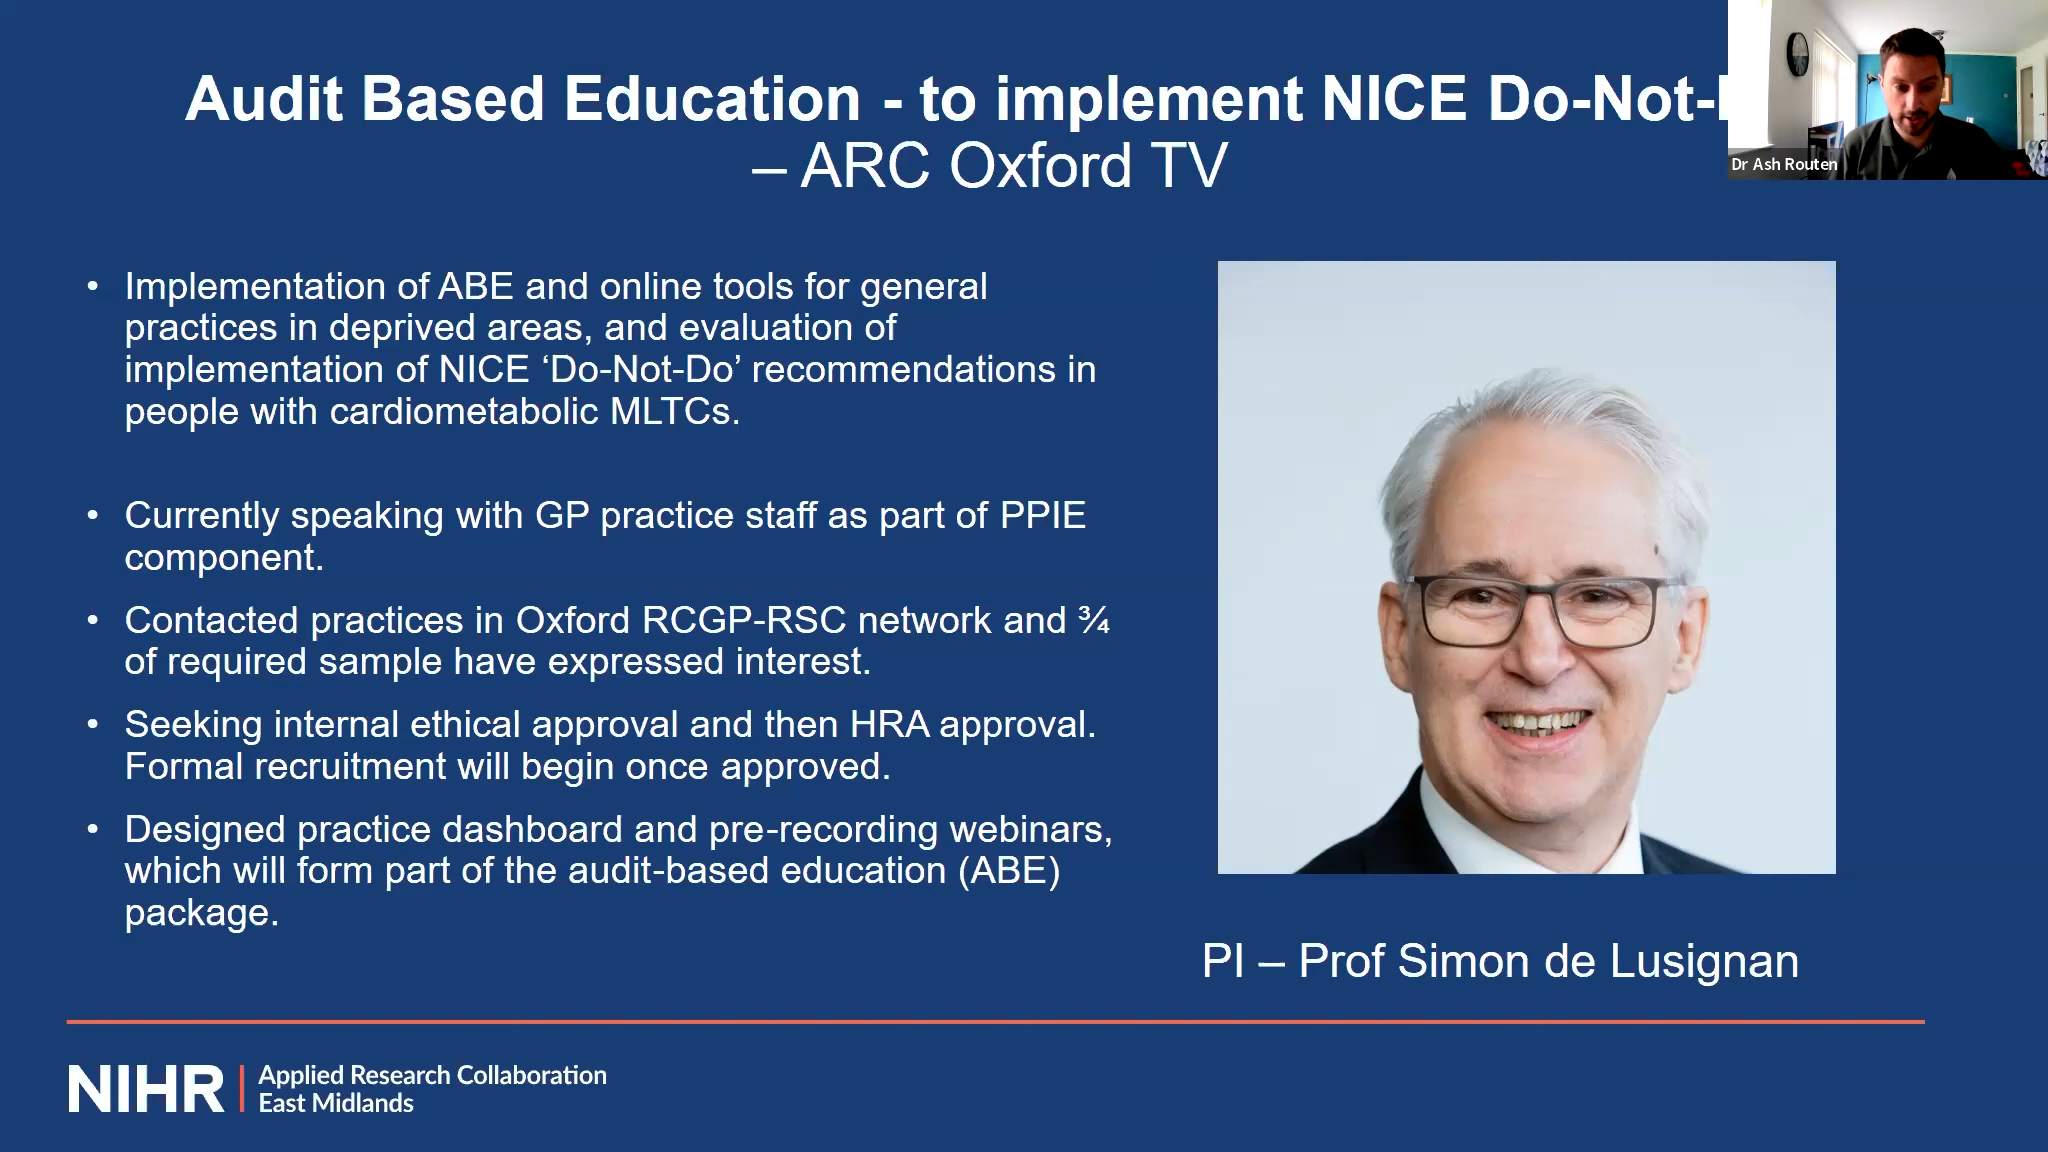 Audit Based Education - to implement NICE Do-Not-
– ARC Oxford TV
Dr Ash Routen
• Implementation of ABE and online tools for general
practices in deprived areas, and evaluation of
implementation of NICE ‘Do-Not-Do’ recommendations in
people with cardiometabolic MLTCs.
• Currently speaking with GP practice staff as part of PPIE
component.
• Contacted practices in Oxford RCGP-RSC network and ¾
of required sample have expressed interest.
• Seeking internal ethical approval and then HRA approval.
Formal recruitment will begin once approved.
• Designed practice dashboard and pre-recording webinars,
which will form part of the audit-based education (ABE)
package.
PI – Prof Simon de Lusignan
NIHR | Applied Research Collaboration
East Midlands